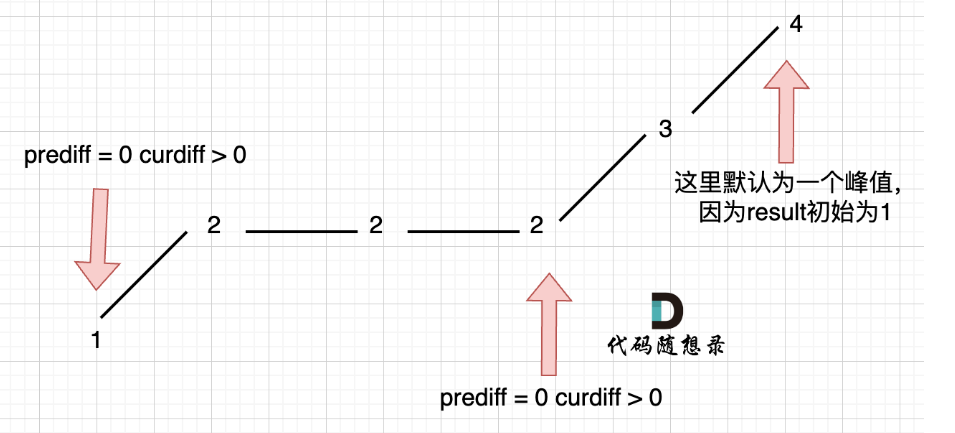 4
3
prediff = 0 curdiff > 0
这里默认为一个峰值，
因为result初始为1
2
2
2
1
代码随想录
prediff = 0 curdiff > 0